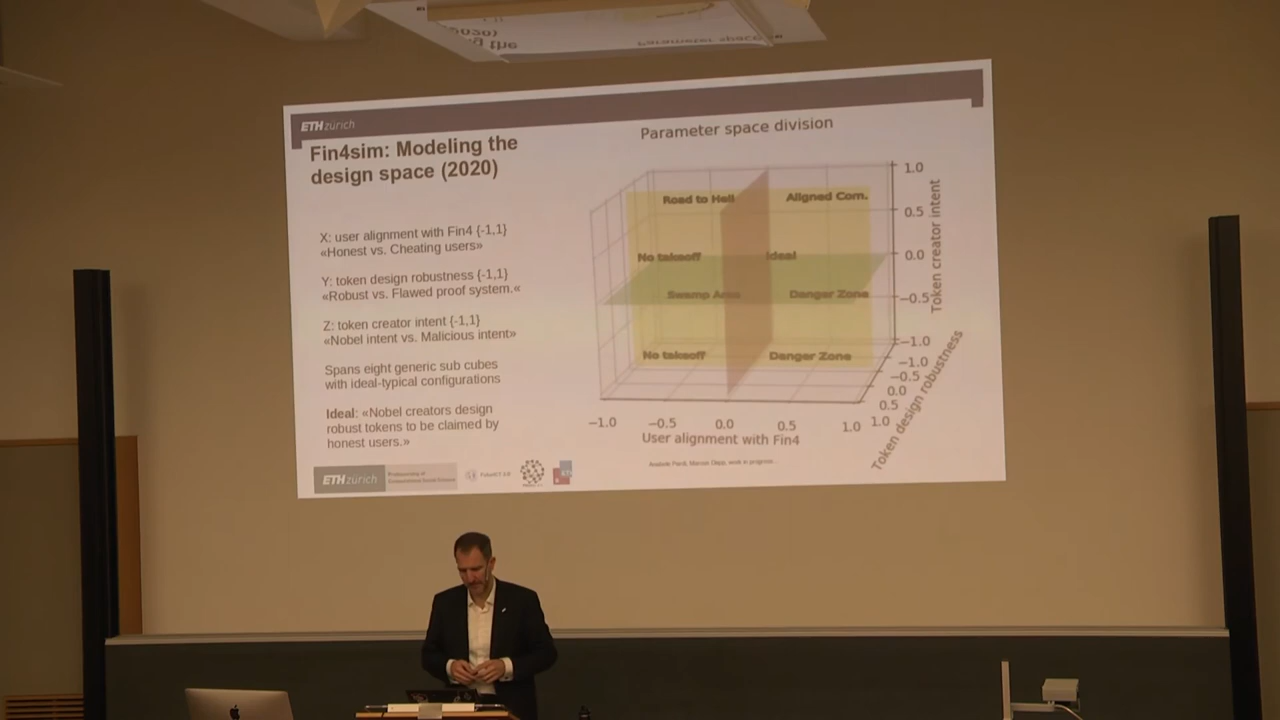 ETH zürich
Fin4sim: Modeling the
design space (2020)
X: user alignment with Fin4 {-1,1}
«Honest vs. Cheating users»
Y: token design robustness {-1,1}
«Robust vs. Flawed proof system.«
Z: token creator intent {-1,1}
«Nobel intent vs. Malicious intent»
Spans eight generic sub cubes
with ideal-typical configurations
Ideal: «Nobel creators design
robust tokens to be claimed by
honest users.»
ETH zürich
Parameter space division
Road to Hell
Aligned Com.
No takeoff
Ideal
Swamp Area
Danger Zone
No takeoff
Danger Zone
1.0
0.5
0.0
−0.5
−1.0
Token creator intent
−1.0
−0.5
0.0
0.5
1.0
Token design robustness
−1.0
−0.5
0.0
0.5
1.0
User alignment with Fin4